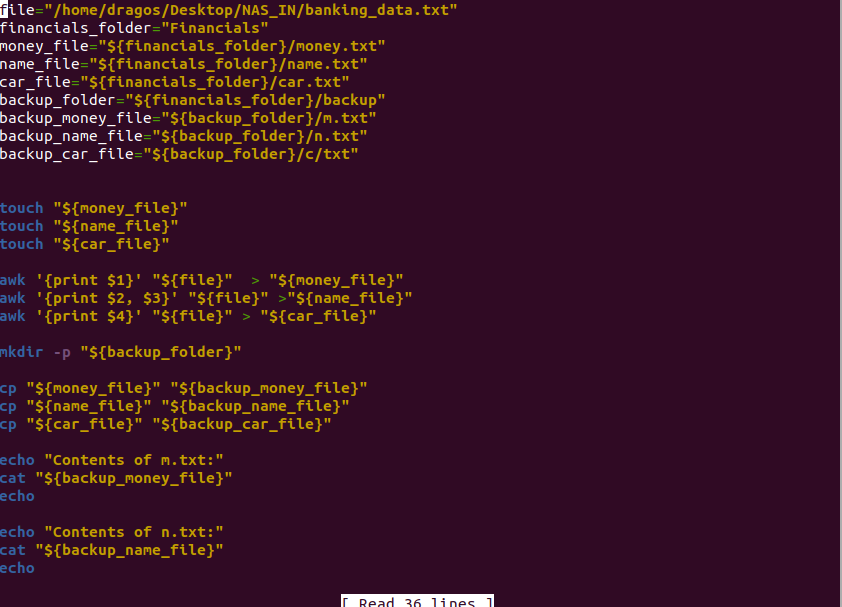 file="/home/dragos/Desktop/NAS_IN/banking_data.txt"
financials_folder="Financials"
money_file="${financials_folder}/money.txt"
name_file="${financials_folder}/name.txt"
car_file="${financials_folder}/car.txt"
backup_folder="${financials_folder}/backup"
backup_money_file="${backup_folder}/m.txt"
backup_name_file="${backup_folder}/n.txt"
backup_car_file="${backup_folder}/c/txt"
touch "${money_file}"
touch "${name_file}"
touch "${car_file}"
awk '{print $1}' "${file}"  > "${money_file}"
awk '{print $2, $3}' "${file}" >"${name_file}"
awk '{print $4}' "${file}" > "${car_file}"
mkdir -p "${backup_folder}"
cp "${money_file}" "${backup_money_file}"
cp "${name_file}" "${backup_name_file}"
cp "${car_file}" "${backup_car_file}"
echo "Contents of m.txt:"
cat "${backup_money_file}"
echo
echo "Contents of n.txt:"
cat "${backup_name_file}"
echo
[ Read 36 lines ]